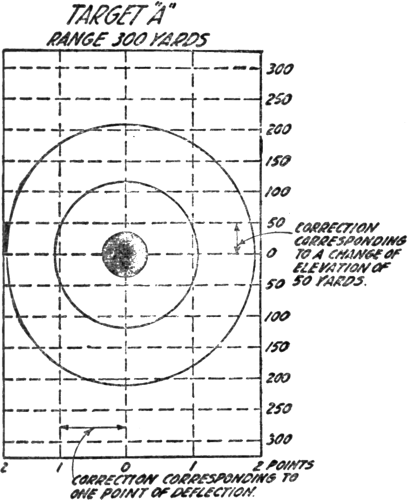 TARGET "A"
RANGE 300 YARDS
300
250
200
150
100
50
0
50
100
150
200
250
300
CORRECTION
CORRESPONDING
TO A CHANGE OF
ELEVATION OF
50 YARDS.
2 1 0 1 2 POINTS
CORRECTION CORRESPONDING TO
ONE POINT OF DEFLECTION.